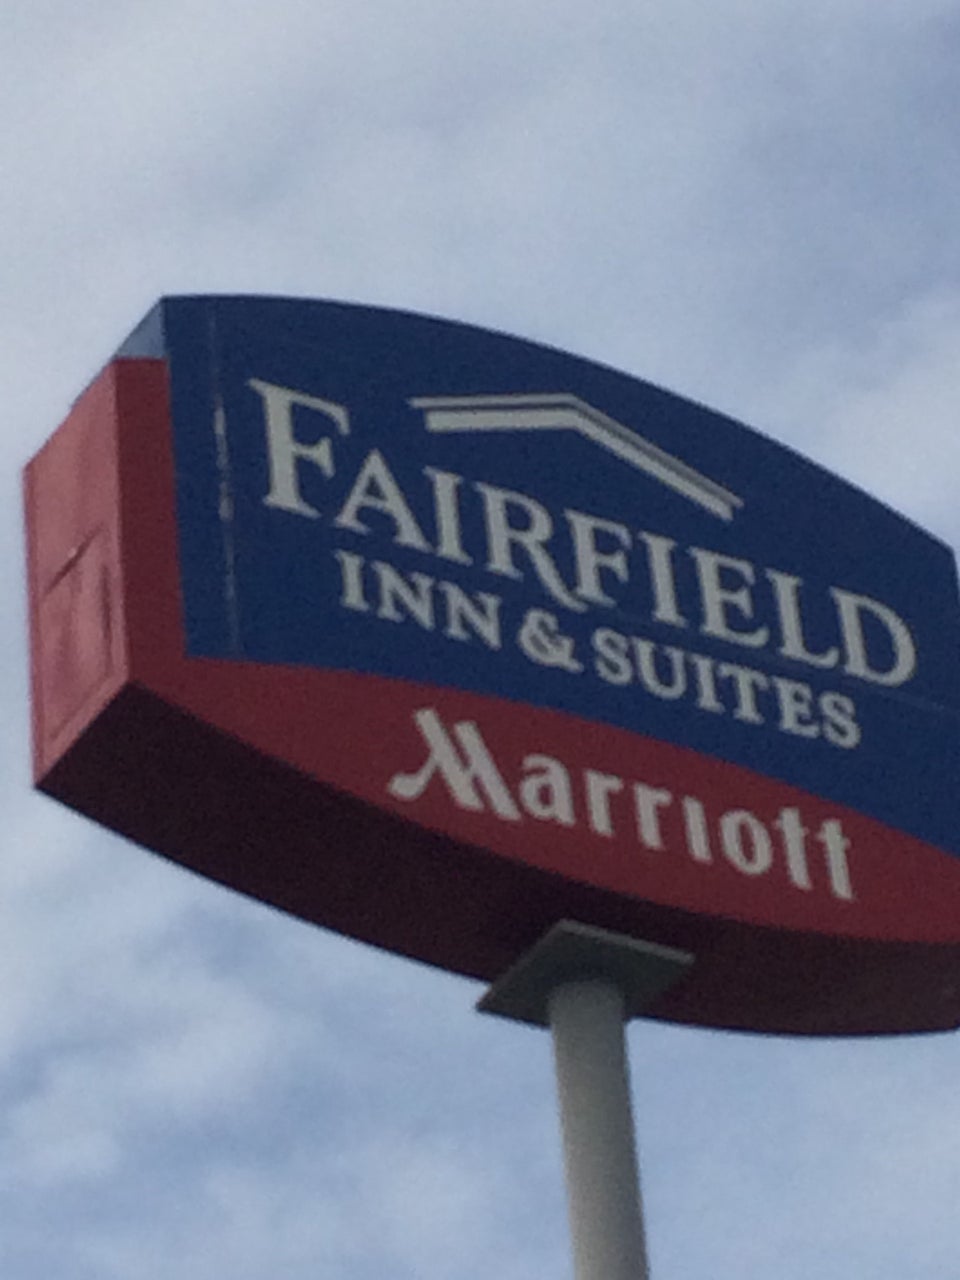 FAIRFIELD
INN & SUITES
Marriott